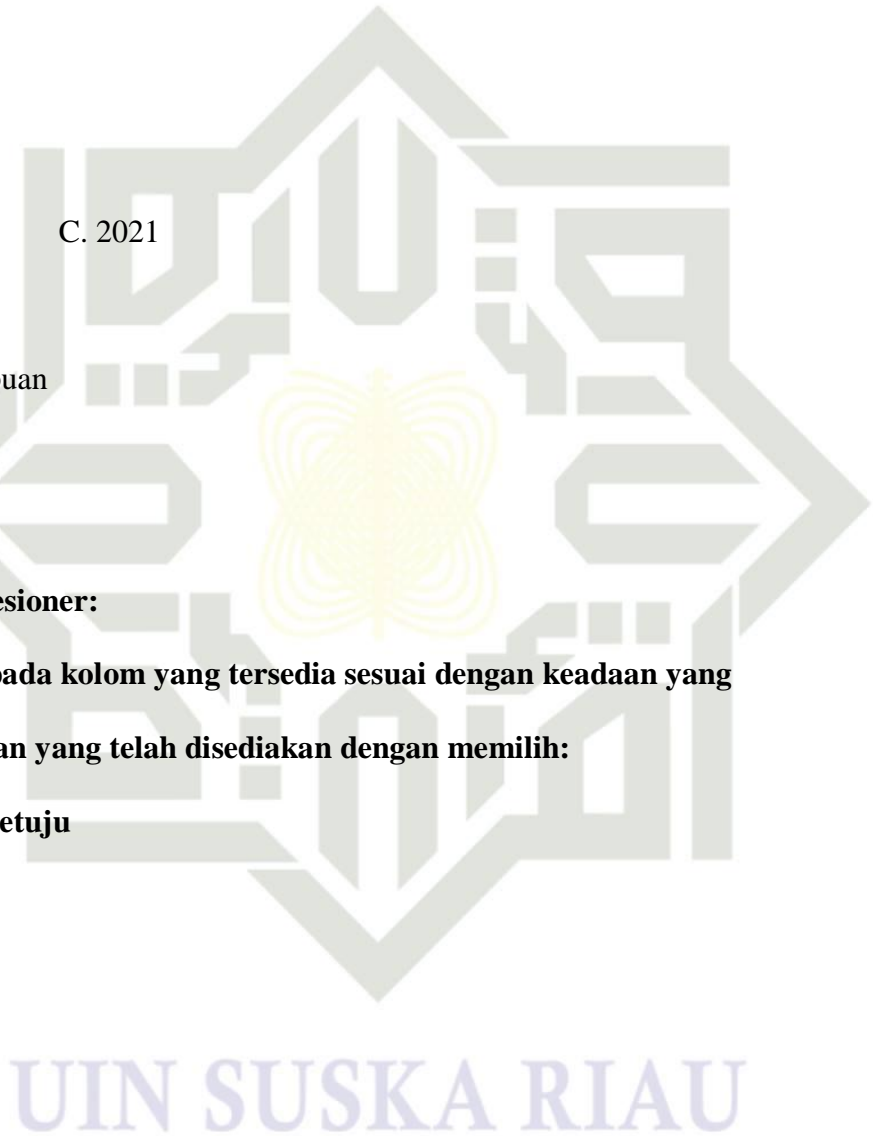 C. 2021
uan
esioner:
pada kolom yang tersedia sesuai dengan keadaan yang
an yang telah disediakan dengan memilih:
etuju
UIN SUSKA RIAU